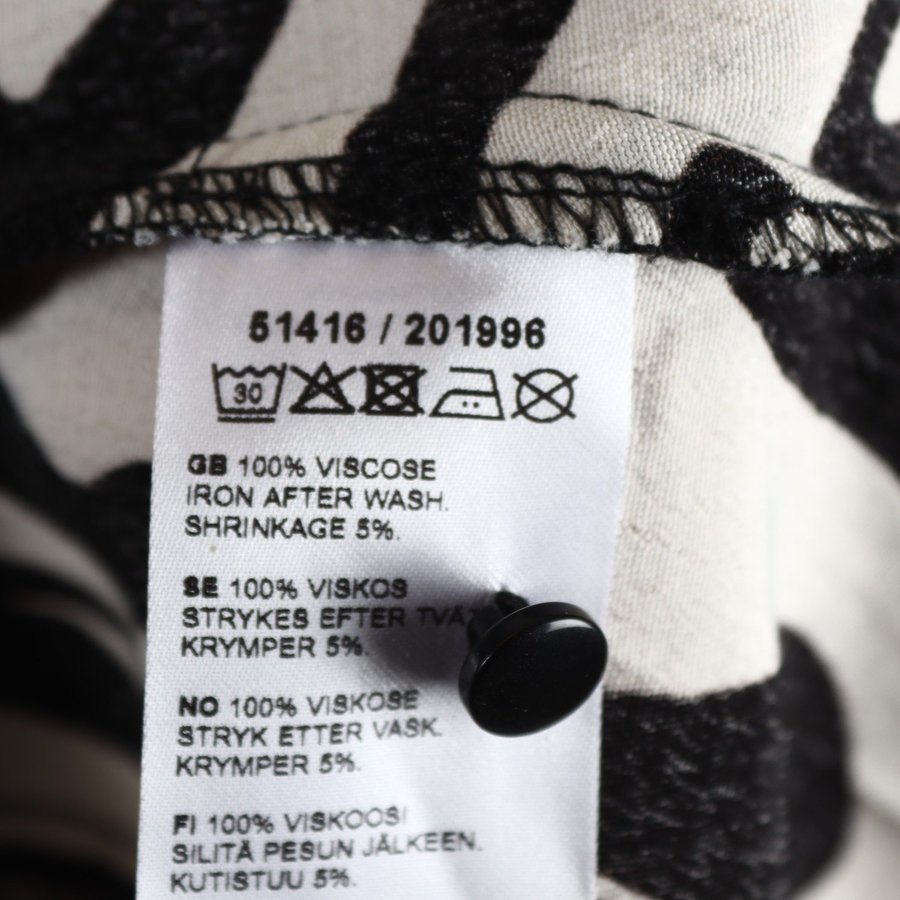 51416 / 201996
30
GB 100% VISCOSE
IRON AFTER WASH.
SHRINKAGE 5%.
SE 100% VISKOS
STRYKES EFTER
KRYMPER 5%.
NO 100% VISKOSE
STRYK ETTER VASK.
KRYMPER 5%.
FI 100% VISKOOSI
SILITÄ PESUN JÄLKEEN.
KUTISTUU 5%.